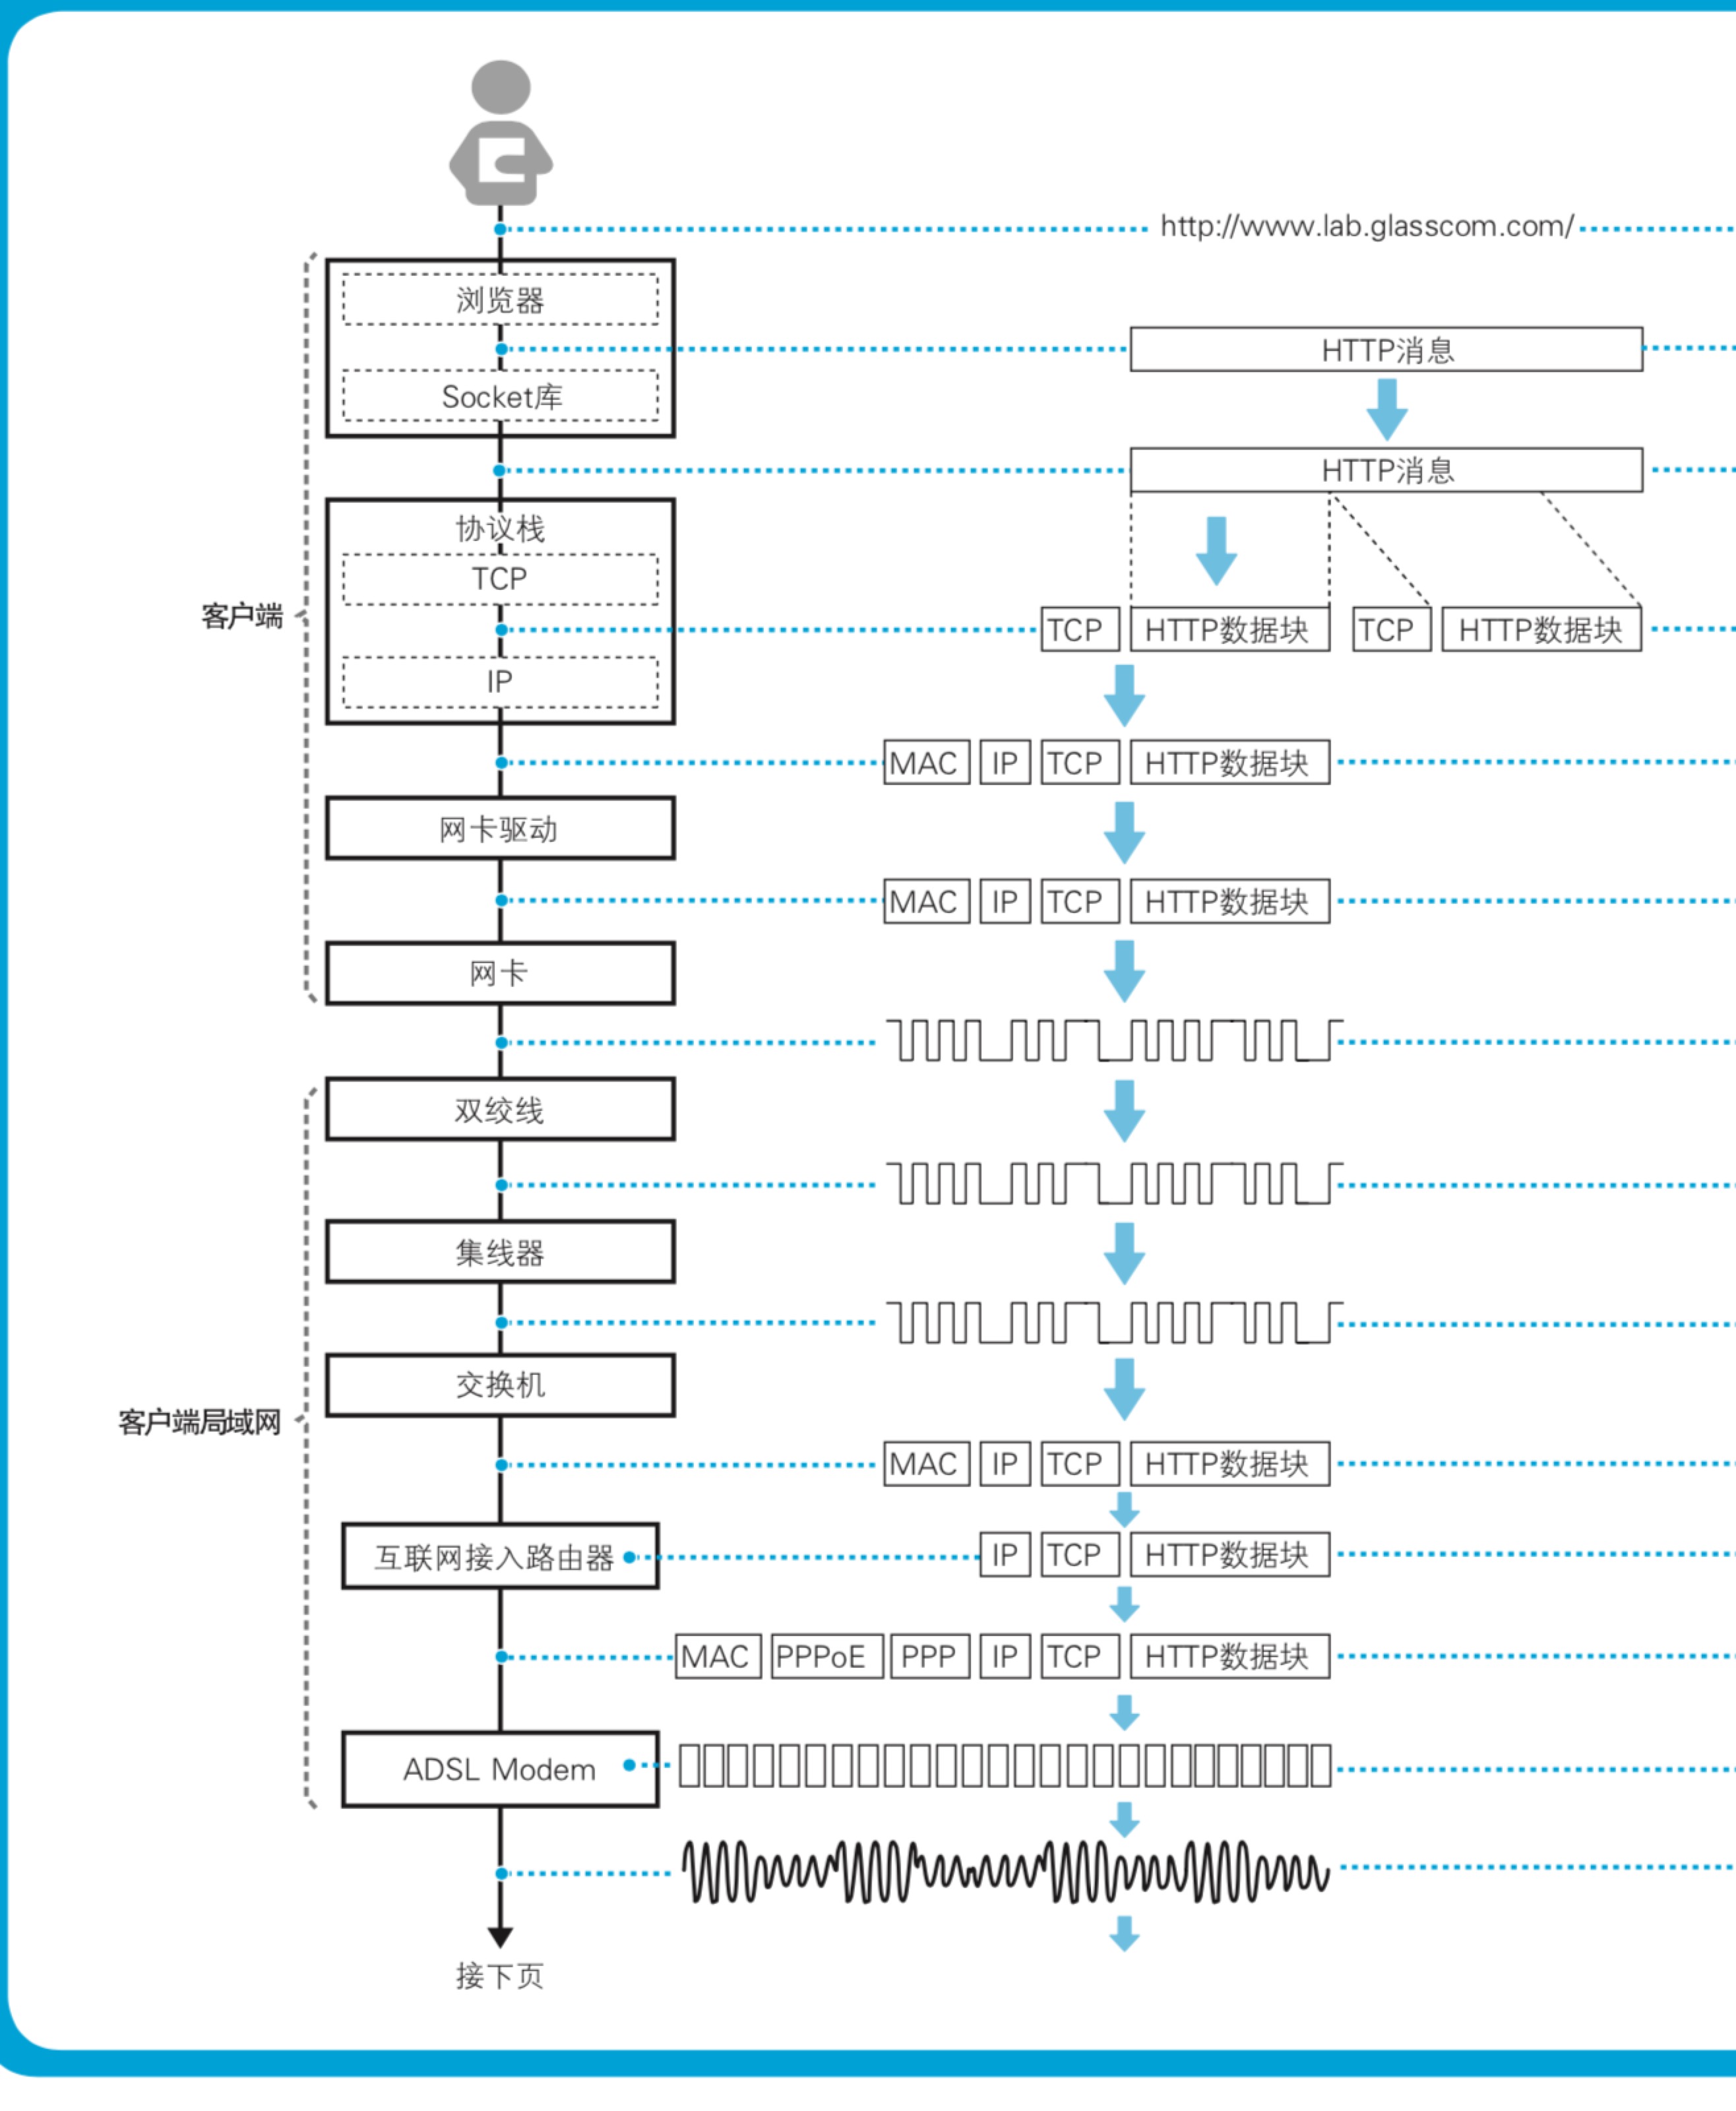 http://www.lab.glasscom.com/
浏览器
HTTP消息
Socket库
HTTP消息
协议栈
TCP
客户端
TCP HTTP数据块 TCP HTTP数据块
IP
MAC IP TCP HTTP数据块
网卡驱动
MAC IP TCP HTTP数据块
网卡
双绞线
集线器
交换机
客户端局域网
MAC IP TCP HTTP数据块
互联网接入路由器 IP TCP HTTP数据块
MAC PPPoE PPP IP TCP HTTP数据块
ADSL Modem
接下页